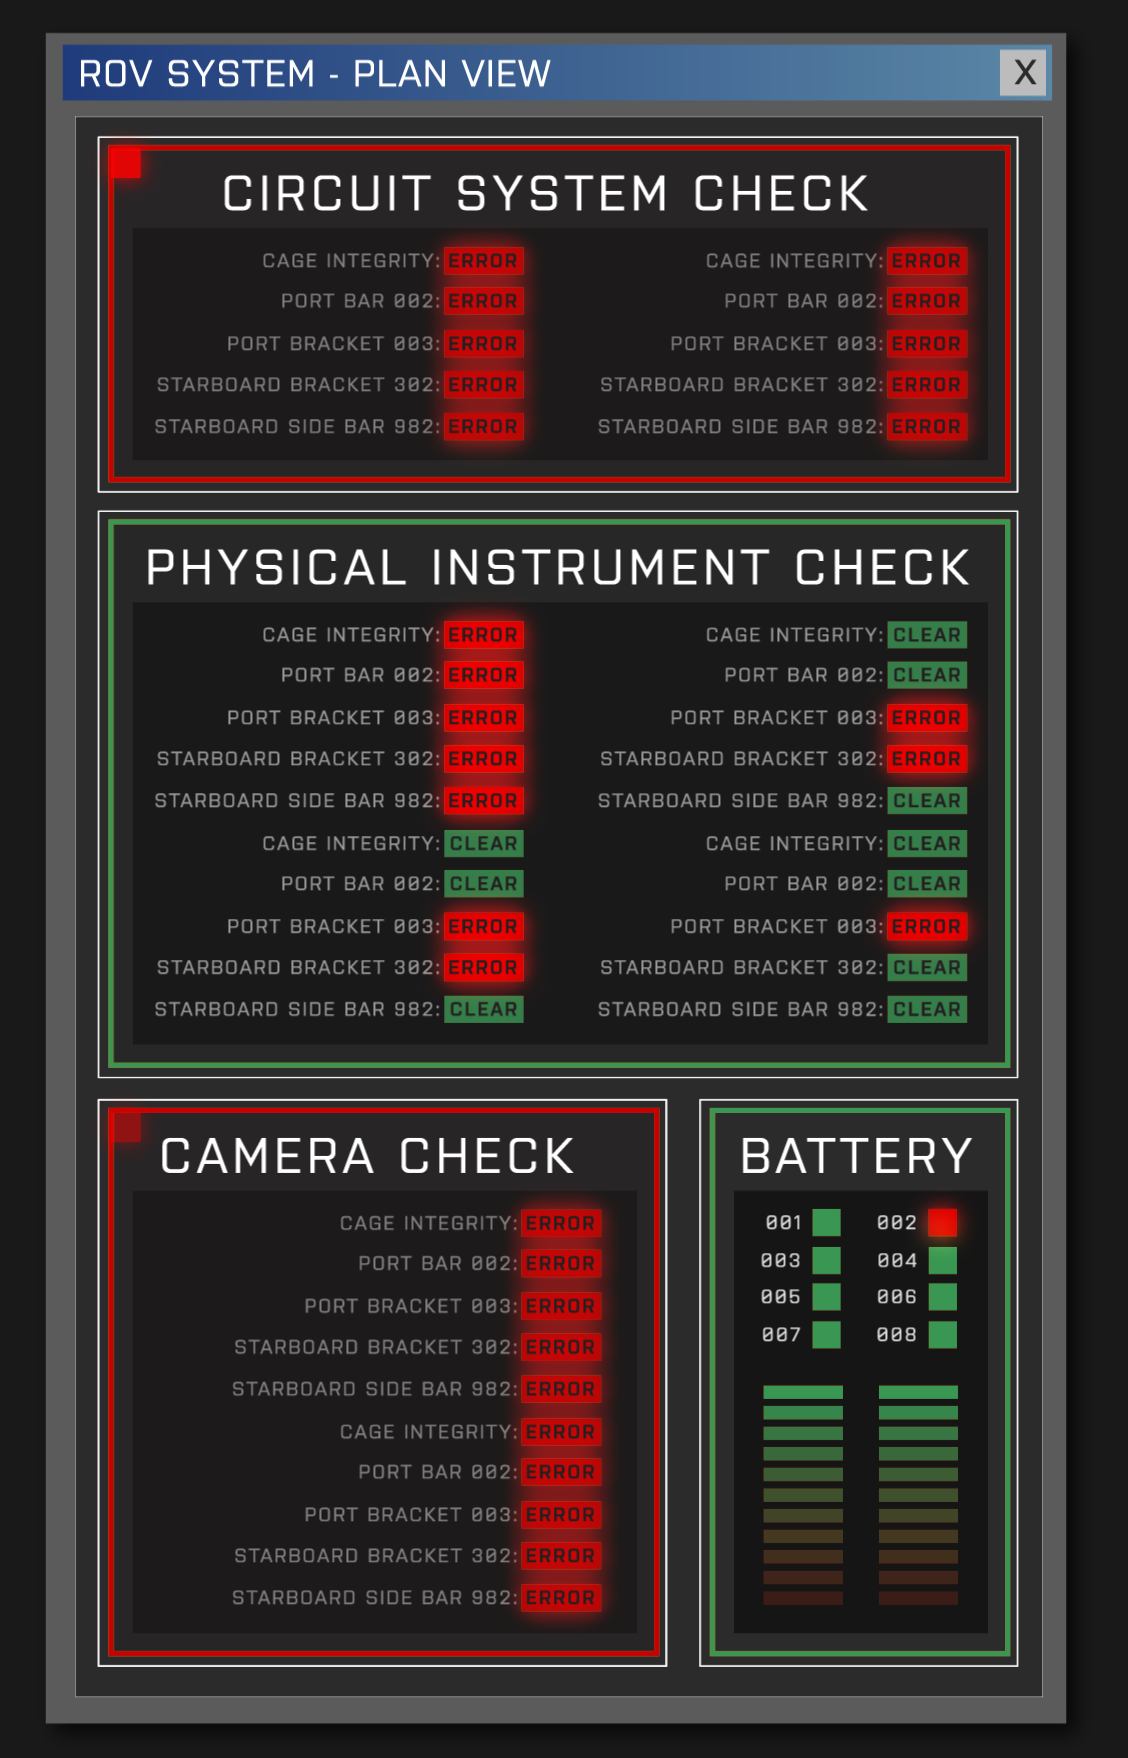 ROV SYSTEM - PLAN VIEW X
CIRCUIT SYSTEM CHECK
CAGE INTEGRITY: ERROR CAGE INTEGRITY: ERROR
PORT BAR 002: ERROR PORT BAR 002: ERROR
PORT BRACKET 003: ERROR PORT BRACKET 003: ERROR
STARBOARD BRACKET 302: ERROR STARBOARD BRACKET 302: ERROR
STARBOARD SIDE BAR 982: ERROR STARBOARD SIDE BAR 982: ERROR
PHYSICAL INSTRUMENT CHECK
CAGE INTEGRITY: ERROR CAGE INTEGRITY: CLEAR
PORT BAR 002: ERROR PORT BAR 002: CLEAR
PORT BRACKET 003: ERROR PORT BRACKET 003: ERROR
STARBOARD BRACKET 302: ERROR STARBOARD BRACKET 302: ERROR
STARBOARD SIDE BAR 982: ERROR STARBOARD SIDE BAR 982: CLEAR
CAGE INTEGRITY: CLEAR CAGE INTEGRITY: CLEAR
PORT BAR 002: CLEAR PORT BAR 002: CLEAR
PORT BRACKET 003: ERROR PORT BRACKET 003: ERROR
STARBOARD BRACKET 302: ERROR STARBOARD BRACKET 302: CLEAR
STARBOARD SIDE BAR 982: CLEAR STARBOARD SIDE BAR 982: CLEAR
CAMERA CHECK
CAGE INTEGRITY: ERROR
PORT BAR 002: ERROR
PORT BRACKET 003: ERROR
STARBOARD BRACKET 302: ERROR
STARBOARD SIDE BAR 982: ERROR
CAGE INTEGRITY: ERROR
PORT BAR 002: ERROR
PORT BRACKET 003: ERROR
STARBOARD BRACKET 302: ERROR
STARBOARD SIDE BAR 982: ERROR
BATTERY
001 002
003 004
005 006
007 008